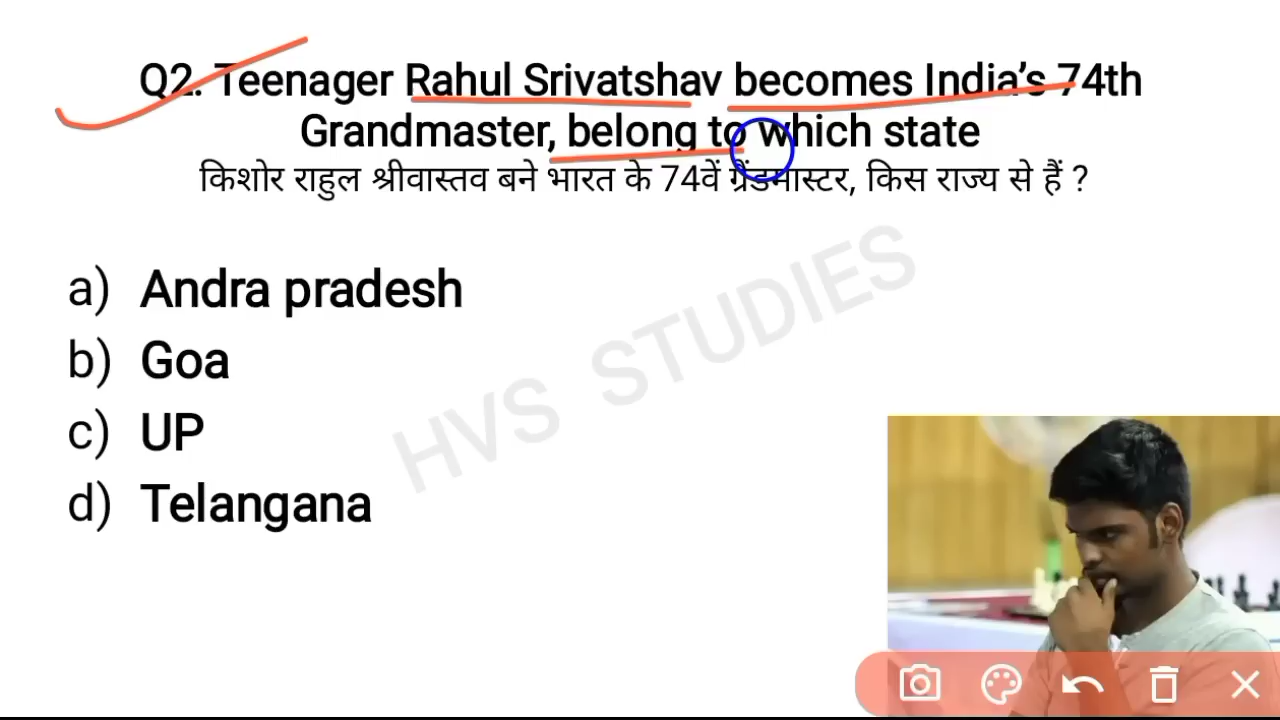 Q2. Teenager Rahul Srivatshav becomes India’s 74th
Grandmaster, belong to which state
किशोर राहुल श्रीवास्तव बने भारत के 74वें ग्रैंडमास्टर, किस राज्य से हैं ?
a) Andra pradesh
b) Goa
c) UP
d) Telangana
HVS STUDIES